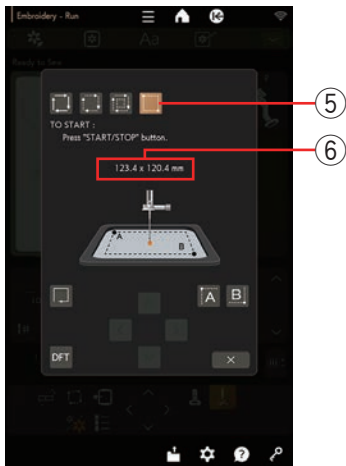 Embroidery - Run
Aa
Ready to Sew
TO START :
Press "START/STOP" button.
123.4 x 120.4 mm
A
B
A B
DFT
×
?
5
6